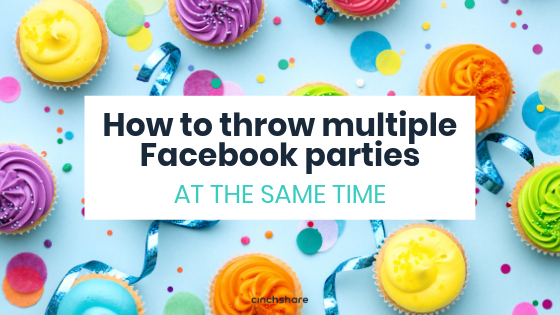 How to throw multiple
Facebook parties
AT THE SAME TIME
cinchshare